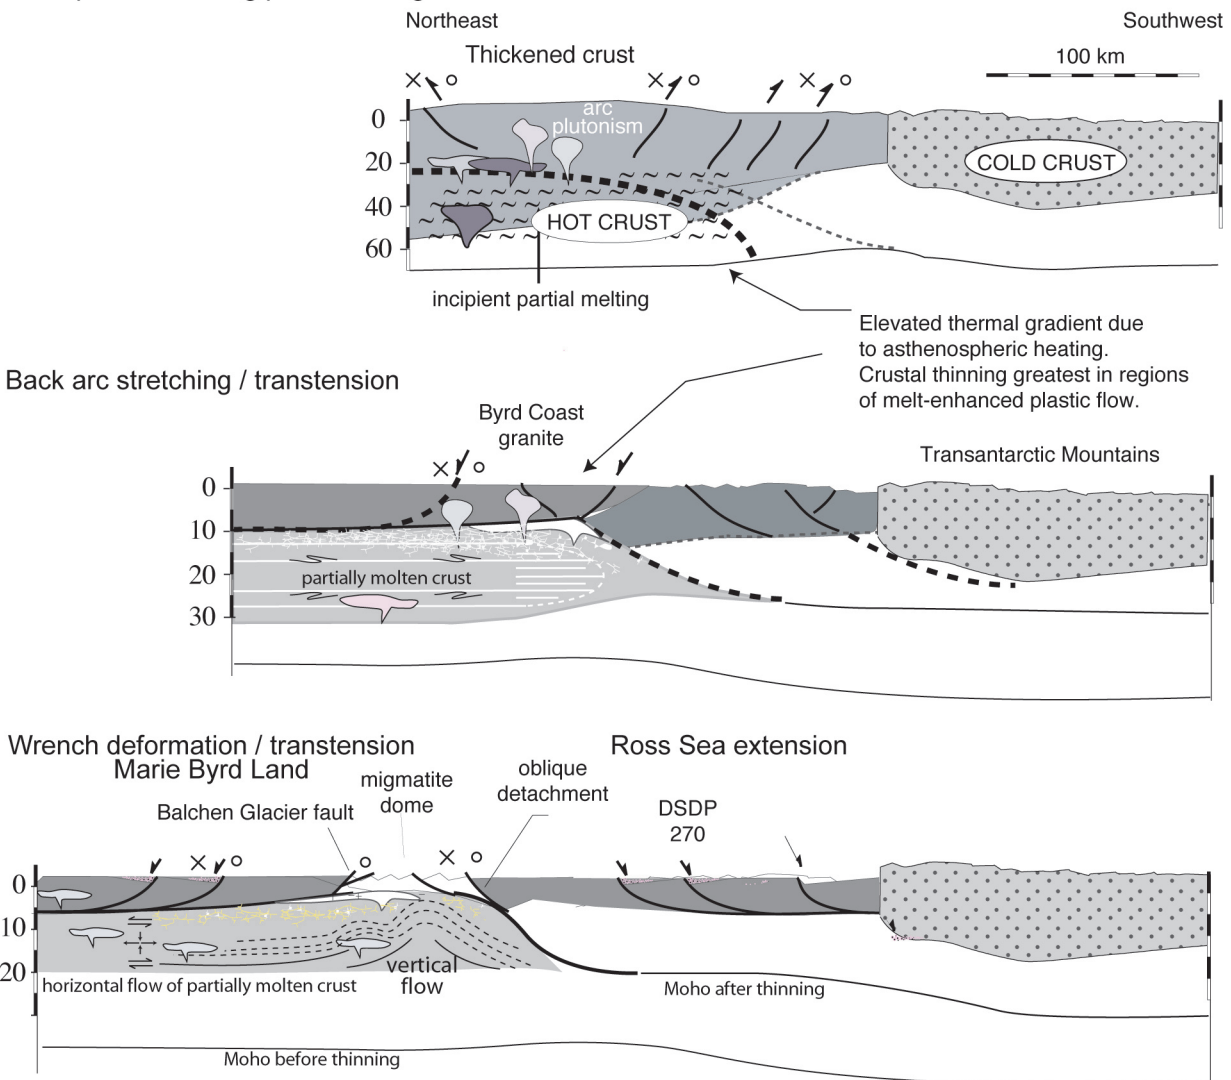 Northeast
Southwest
Thickened crust
100 km
arc
plutonism
0
20
40
60
COLD CRUST
HOT CRUST
incipient partial melting
Elevated thermal gradient due
to asthenospheric heating.
Crustal thinning greatest in regions
of melt-enhanced plastic flow.
Back arc stretching / transtension
Byrd Coast
granite
Transantarctic Mountains
0
10
20
30
partially molten crust
Wrench deformation / transtension
Marie Byrd Land
Ross Sea extension
migmatite
dome
oblique
detachment
Balchen Glacier fault
DSDP
270
0
10
20
vertical
flow
horizontal flow of partially molten crust
Moho after thinning
Moho before thinning